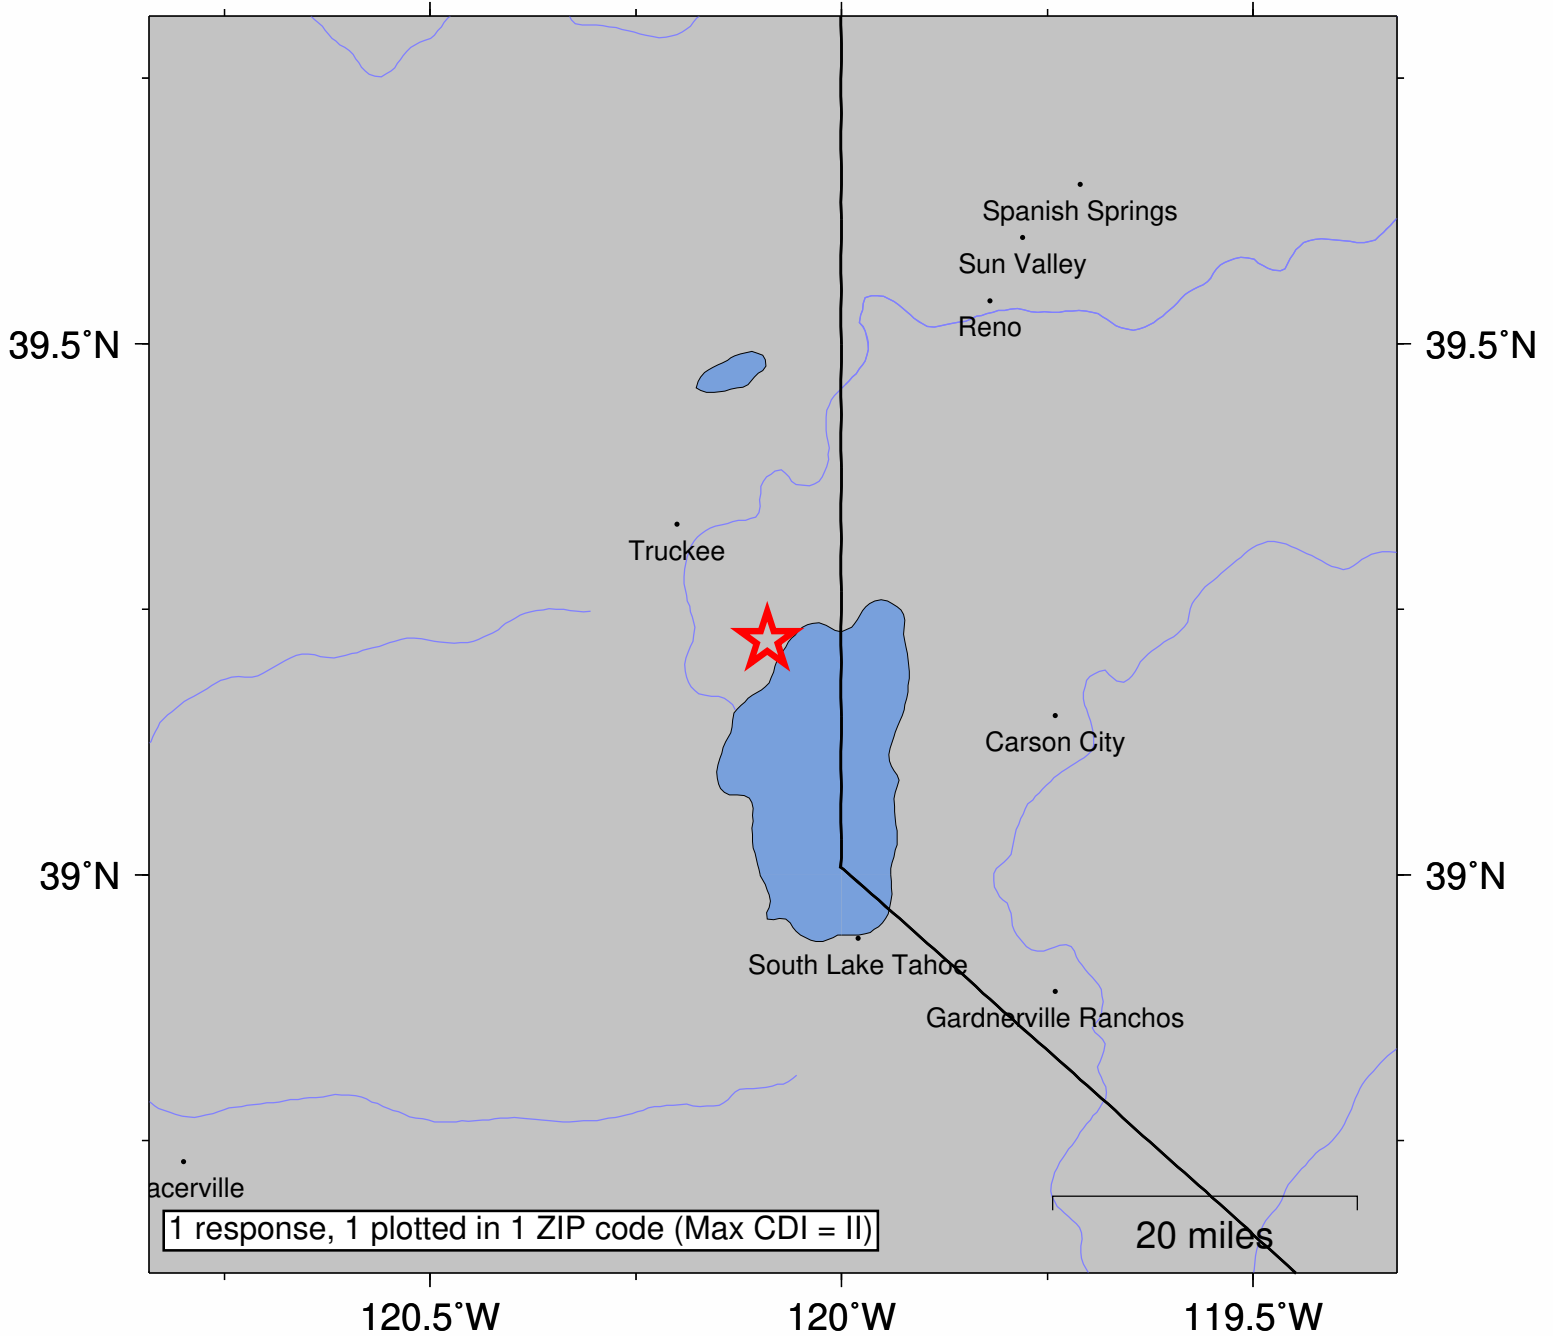 Spanish Springs
Sun Valley
Reno
39.5˚N
39.5˚N
Truckee
Carson City
39˚N
39˚N
South Lake Tahoe
Gardnerville Ranchos
acerville
1 response, 1 plotted in 1 ZIP code (Max CDI = II)
20 miles
120.5˚W
120˚W
119.5˚W